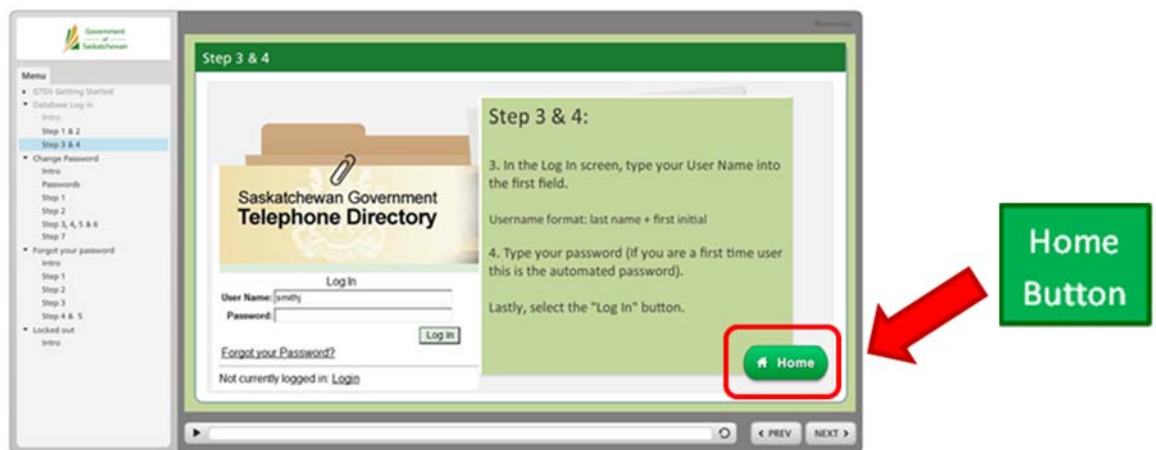 Government
of
Saskatchewan
Resources
Menu
GTDS Getting Started
Database Log in
Intro
Step 1 & 2
Step 3 & 4
Change Password
Intro
Passwords
Step 1
Step 2
Step 3, 4, 5 & 6
Step 7
Forgot your password
Intro
Step 1
Step 2
Step 3
Step 4 & 5
Locked out
Intro
Step 3 & 4
Saskatchewan Government
Telephone Directory
Log In
User Name: smithj
Password:
Log In
Forgot your Password?
Not currently logged in: Login
Step 3 & 4:
3. In the Log In screen, type your User Name into
the first field.
Username format: last name + first initial
4. Type your password (If you are a first time user
this is the automated password).
Lastly, select the "Log In" button.
Home
PREV
NEXT
Home
Button